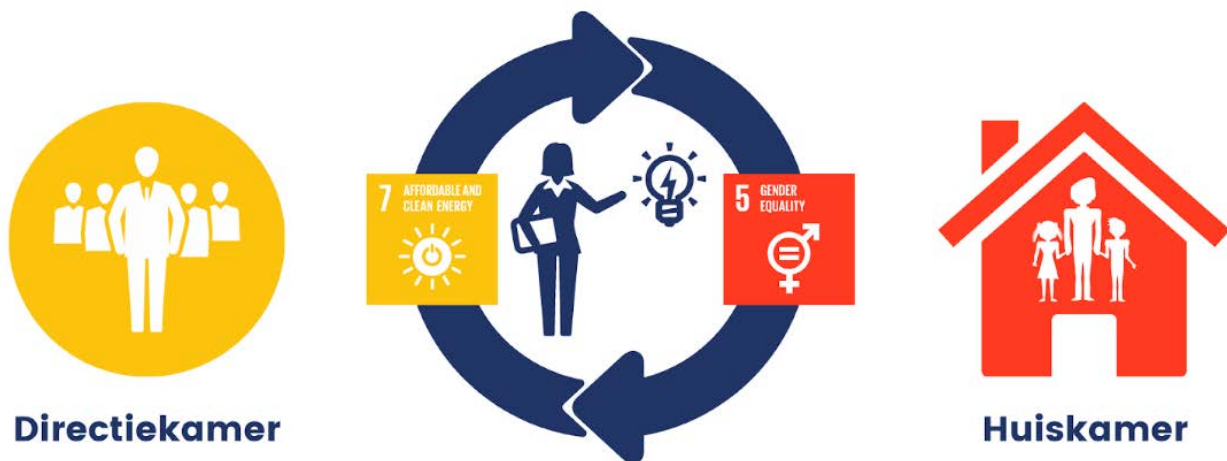 7 AFFORDABLE AND
CLEAN ENERGY
5 GENDER
EQUALITY
Directiekamer
Huiskamer